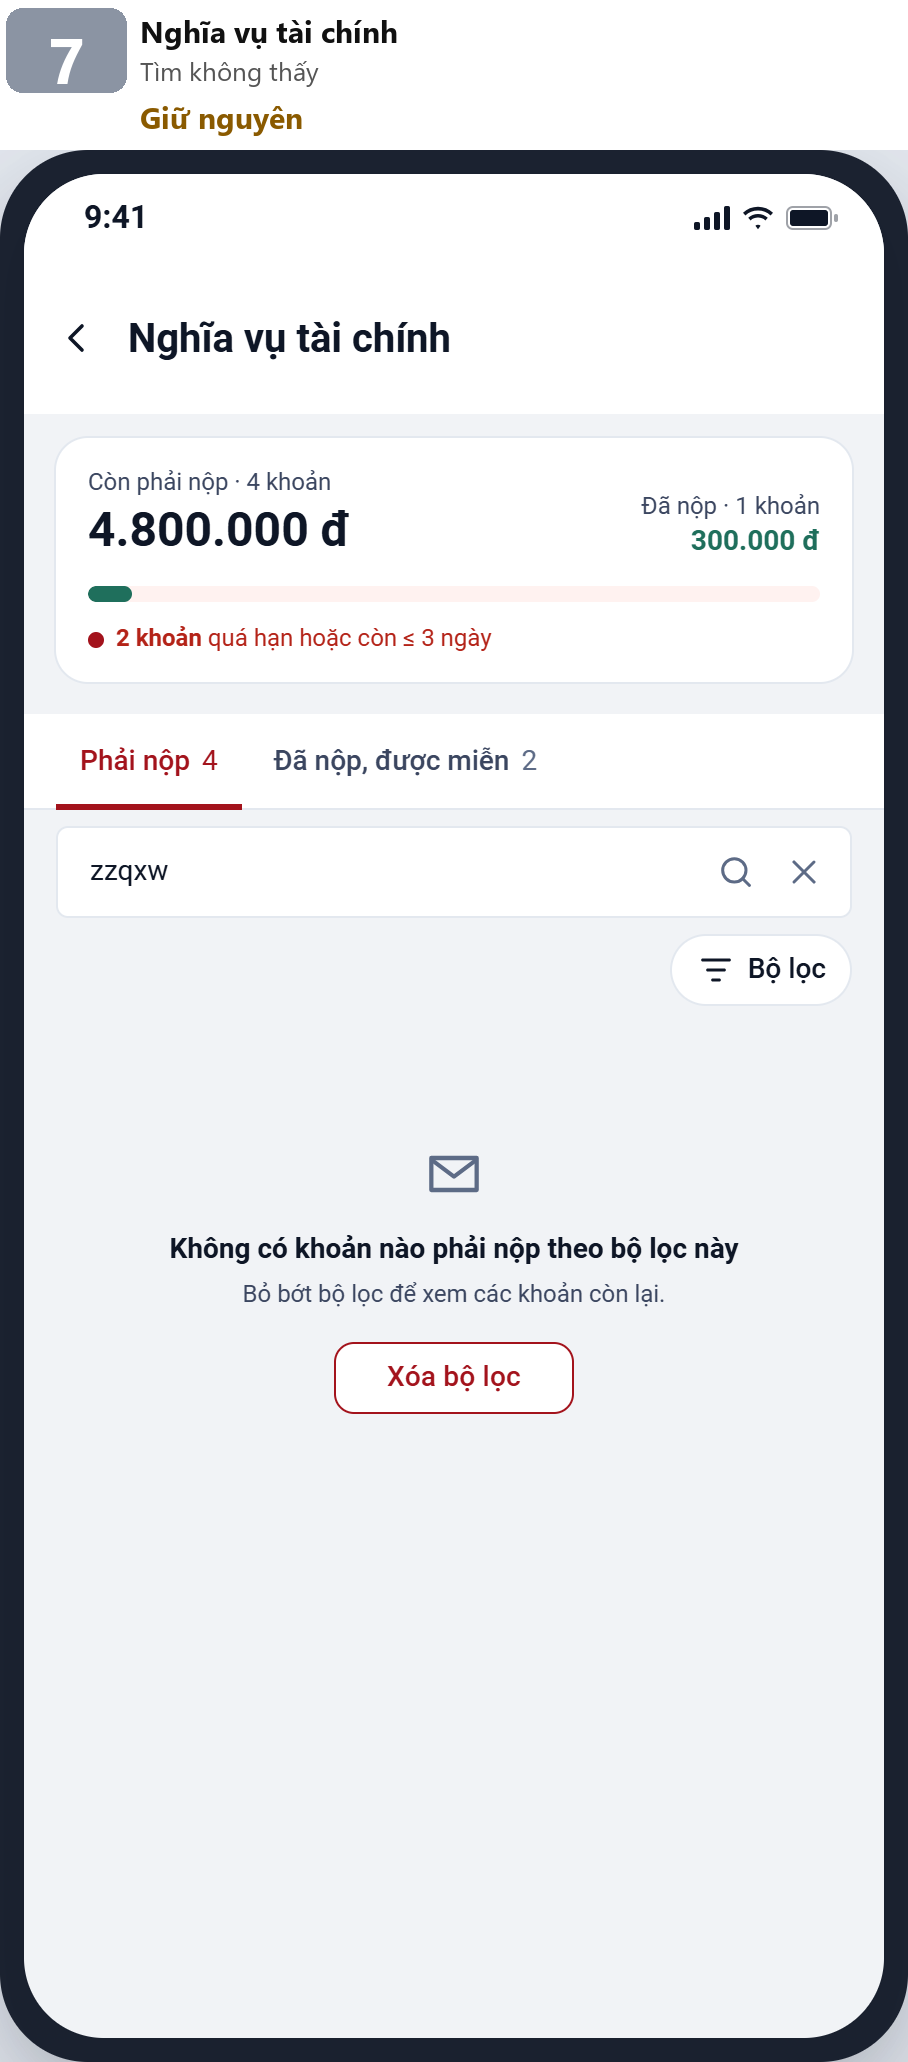 7
Nghĩa vụ tài chính
Tìm không thấy
Giữ nguyên
9:41
Nghĩa vụ tài chính
Còn phải nộp · 4 khoản
4.800.000 đ
Đã nộp · 1 khoản
300.000 đ
2 khoản quá hạn hoặc còn ≤ 3 ngày
Phải nộp 4
Đã nộp, được miễn 2
zzqxw
Bộ lọc
Không có khoản nào phải nộp theo bộ lọc này
Bỏ bớt bộ lọc để xem các khoản còn lại.
Xóa bộ lọc